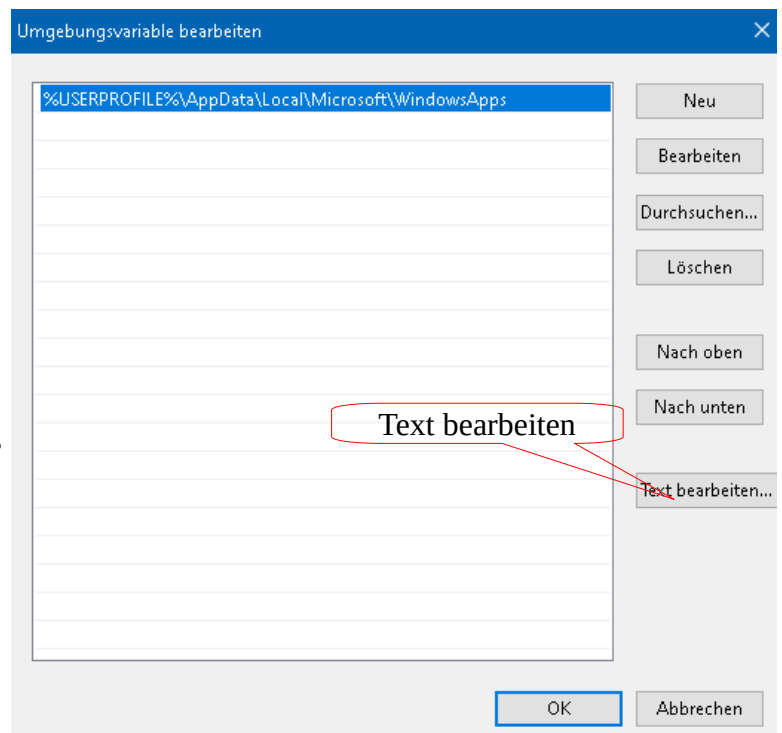 Umgebungsvariable bearbeiten
%USERPROFILE%\AppData\Local\Microsoft\WindowsApps
Neu
Bearbeiten
Durchsuchen...
Löschen
Nach oben
Nach unten
Text bearbeiten
Text bearbeiten...
OK
Abbrechen